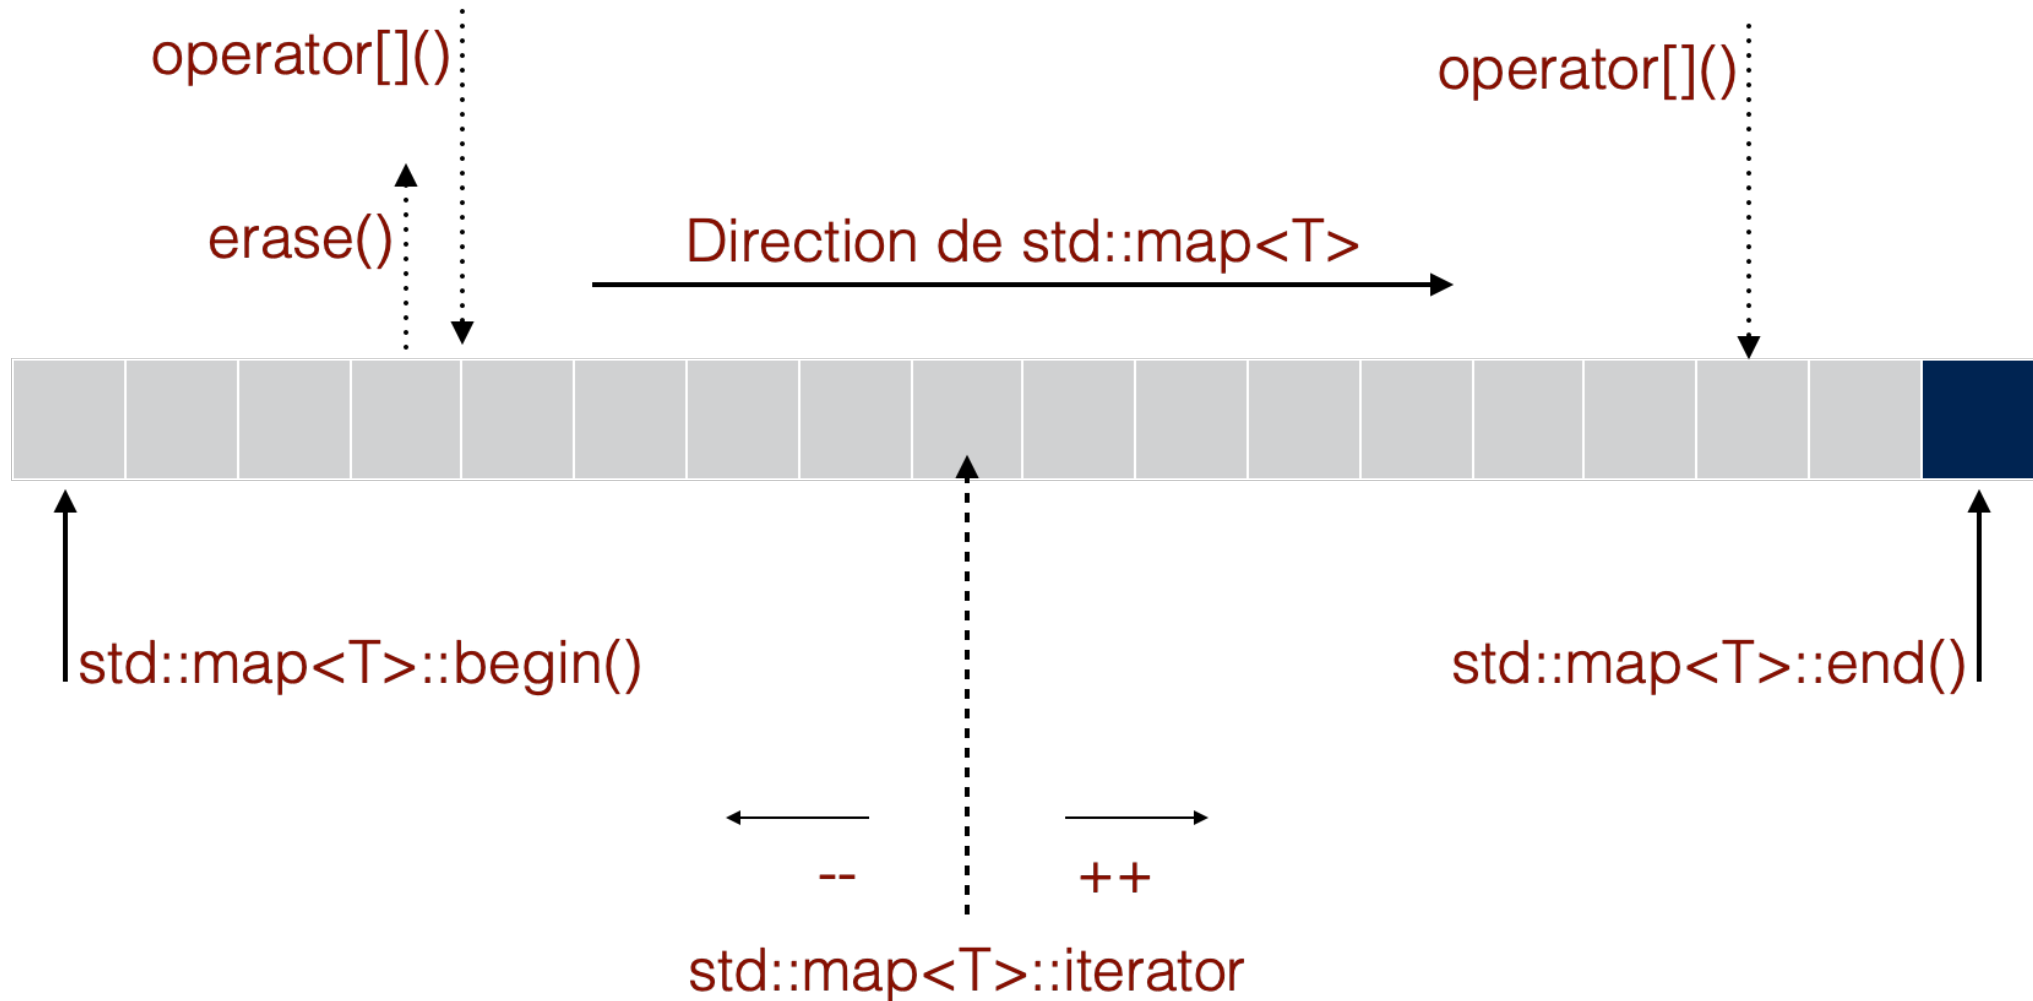 operator[]()
operator[]()
erase()
Direction de std::map<T>
std::map<T>::begin()
std::map<T>::end()
--
++
std::map<T>::iterator